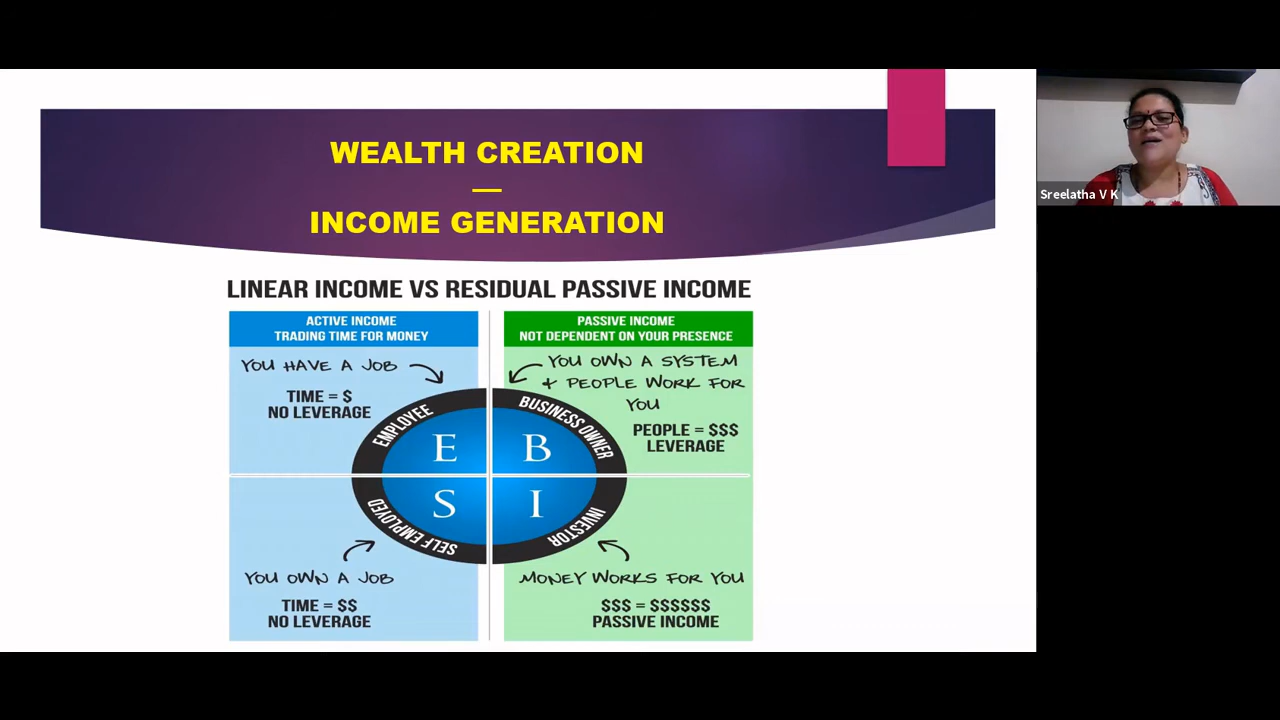 WEALTH CREATION
—
INCOME GENERATION
LINEAR INCOME VS RESIDUAL PASSIVE INCOME
ACTIVE INCOME
TRADING TIME FOR MONEY
YOU HAVE A JOB
TIME = $
NO LEVERAGE
PASSIVE INCOME
NOT DEPENDENT ON YOUR PRESENCE
YOU OWN A SYSTEM
+ PEOPLE WORK FOR
YOU
PEOPLE = $$$
LEVERAGE
EMPLOYEE
BUSINESS OWNER
E
B
S
I
SELF EMPLOYED
INVESTOR
YOU OWN A JOB
TIME = $$
NO LEVERAGE
MONEY WORKS FOR YOU
$$$ = $$$$$$
PASSIVE INCOME
Sreelatha V K